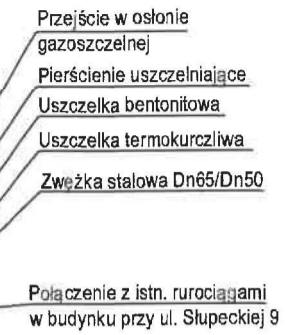 Przejście w osłonie
gazoszczelnej
Pierścienie uszczelniające
Uszczelka bentonitowa
Uszczelka termokurczliwa
Zwężka stalowa Dn65/Dn50
Połączenie z istn. rurociągami
w budynku przy ul. Słupeckiej 9